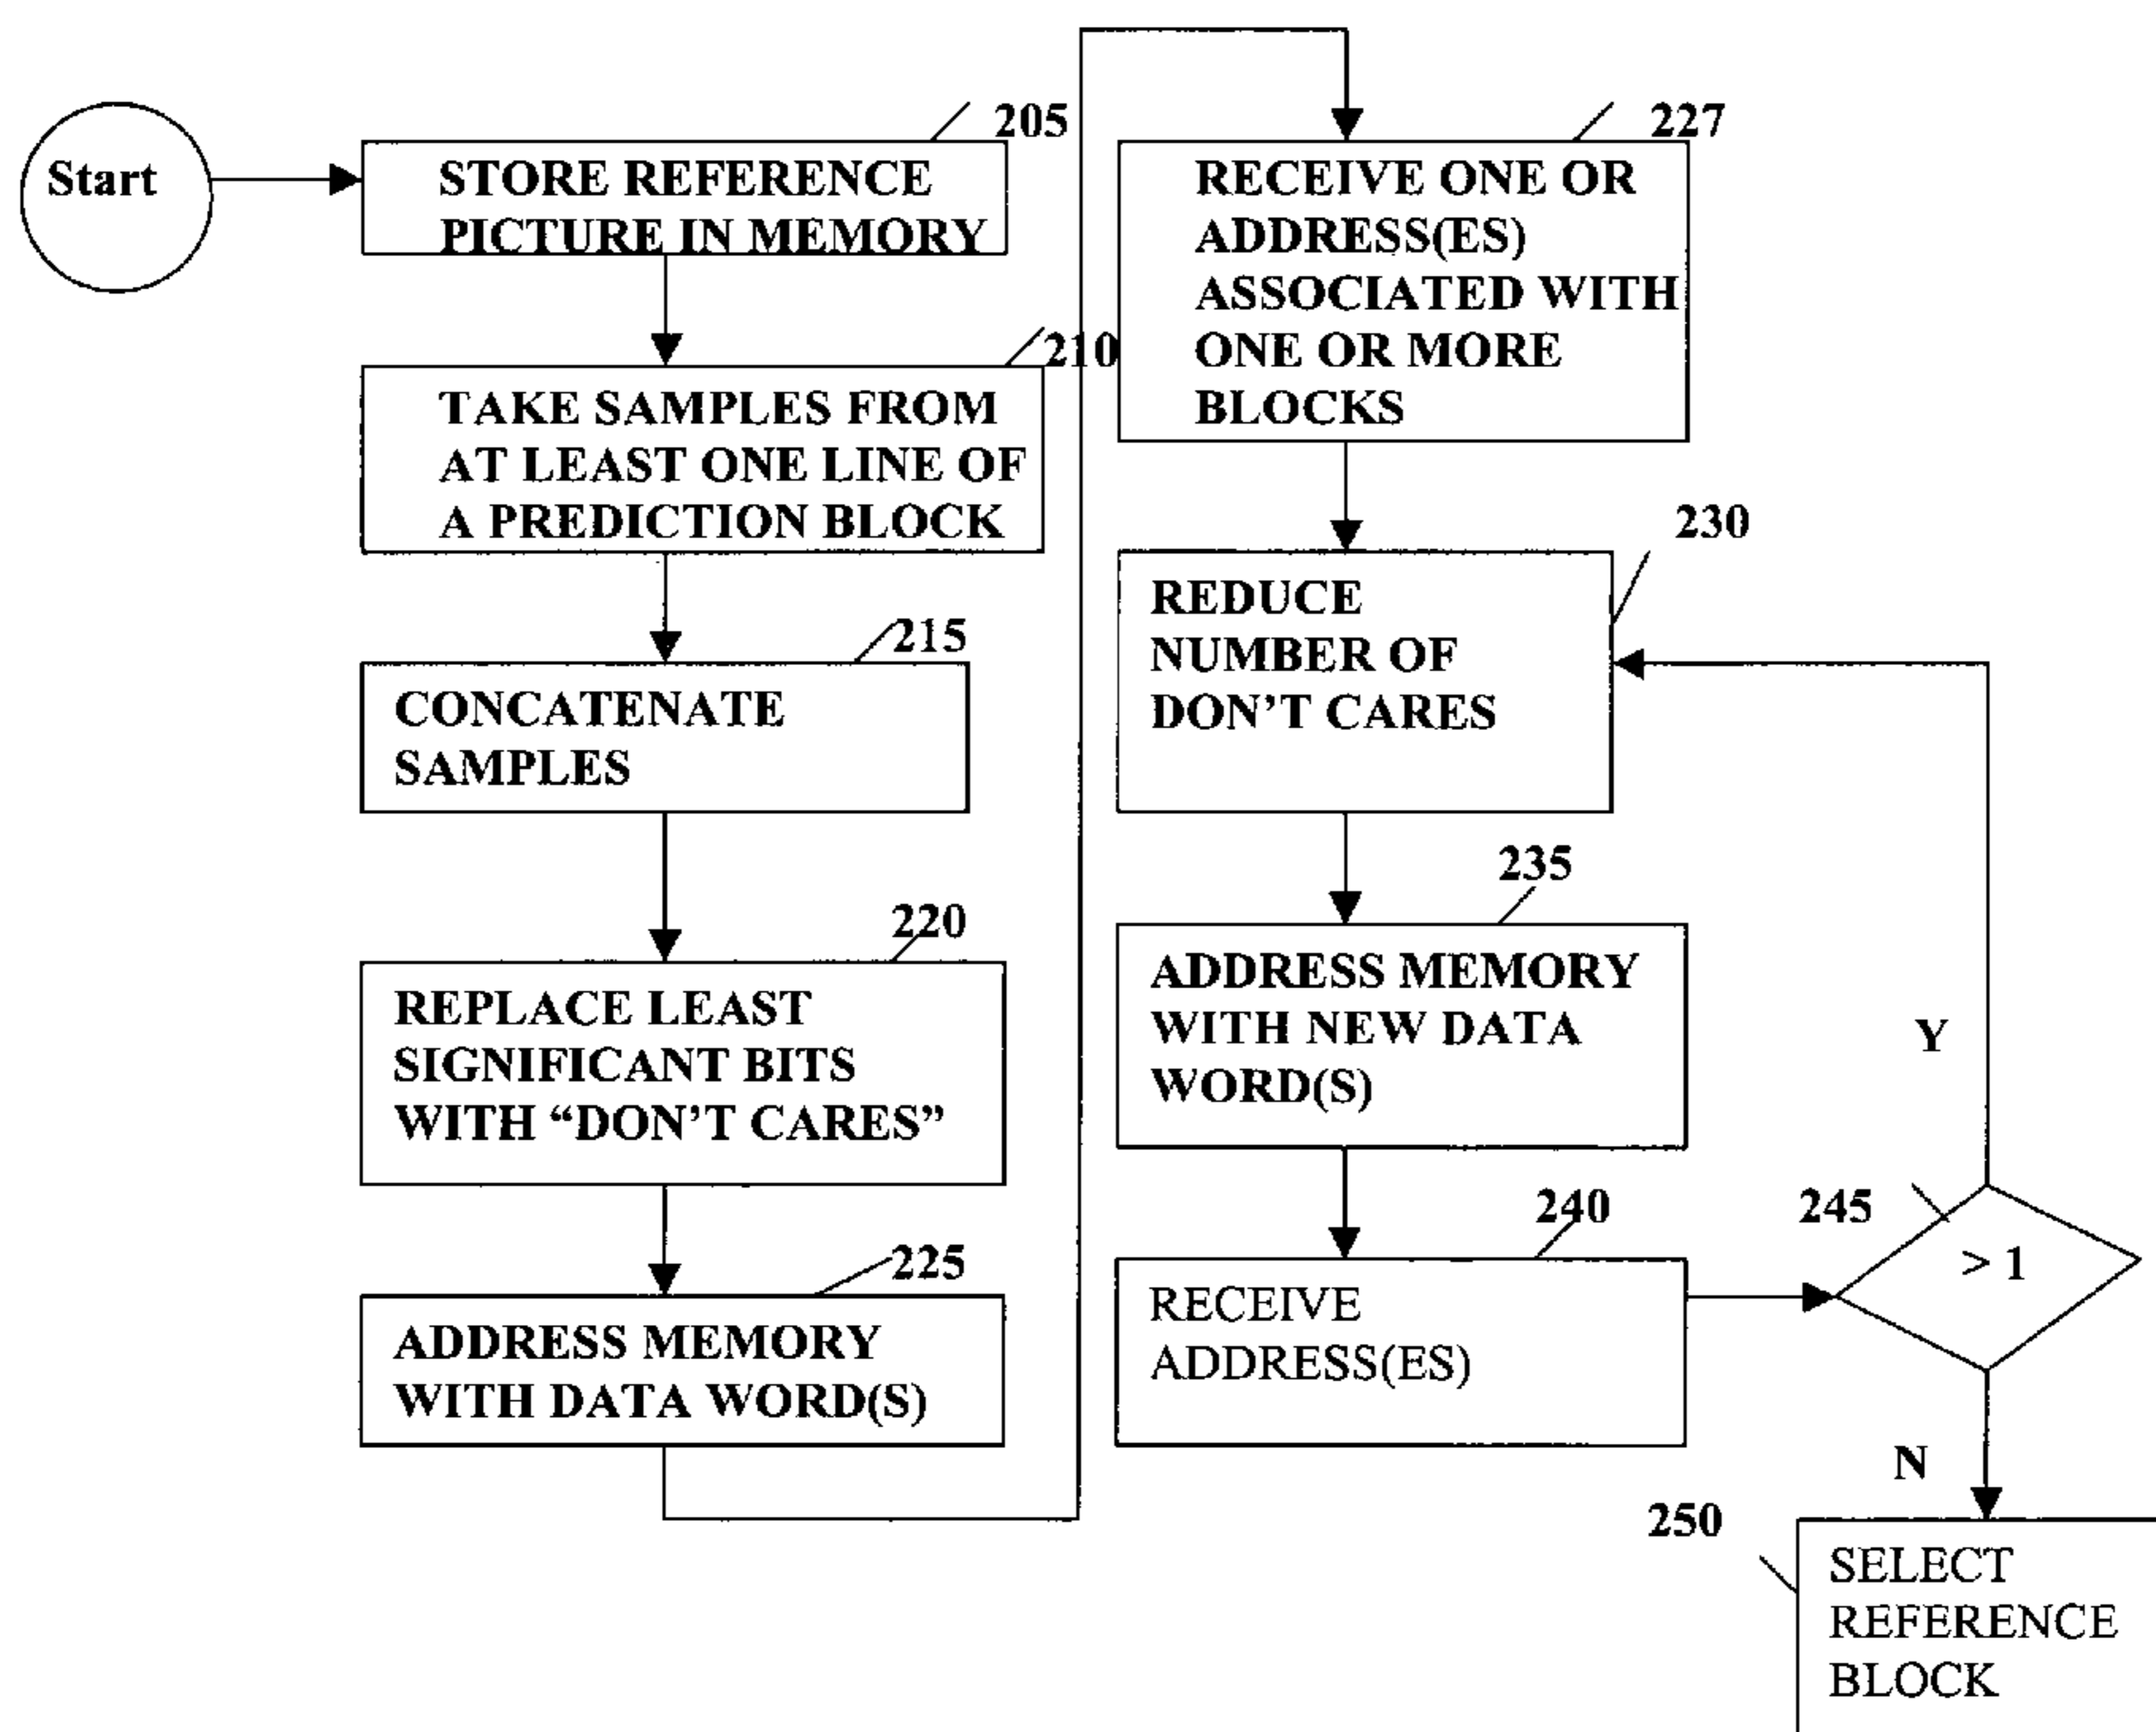 Start
205
STORE REFERENCE
PICTURE IN MEMORY
210
TAKE SAMPLES FROM
AT LEAST ONE LINE OF
A PREDICTION BLOCK
215
CONCATENATE
SAMPLES
220
REPLACE LEAST
SIGNIFICANT BITS
WITH “DON’T CARES”
225
ADDRESS MEMORY
WITH DATA WORD(S)
227
RECEIVE ONE OR
ADDRESS(ES)
ASSOCIATED WITH
ONE OR MORE
BLOCKS
230
REDUCE
NUMBER OF
DON’T CARES
235
ADDRESS MEMORY
WITH NEW DATA
WORD(S)
240
RECEIVE
ADDRESS(ES)
245
> 1
Y
N
250
SELECT
REFERENCE
BLOCK